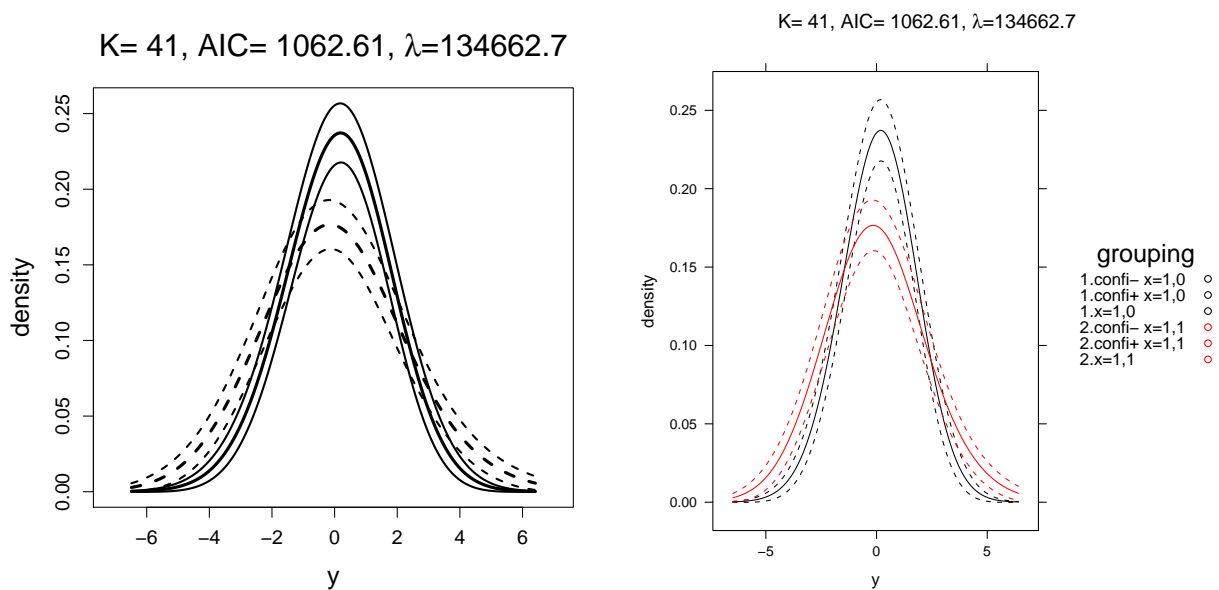 K= 41, AIC= 1062.61, λ=134662.7
density
0.25
0.20
0.15
0.10
0.05
0.00
−6 −4 −2 0 2 4 6
y
K= 41, AIC= 1062.61, λ=134662.7
density
0.25
0.20
0.15
0.10
0.05
0.00
−5 0 5
y
grouping
1.confi− x=1,0
1.confi+ x=1,0
1.x=1,0
2.confi− x=1,1
2.confi+ x=1,1
2.x=1,1